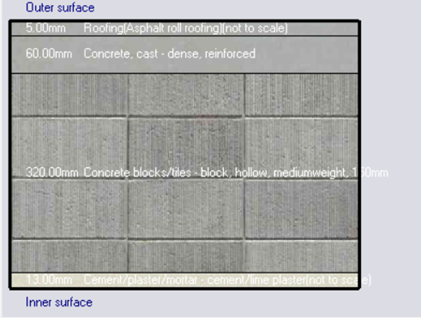 Outer surface
5.00mm Roofing(Asphalt roll roofing)(not to scale)
60.00mm Concrete, cast - dense, reinforced
320.00mm Concrete blocks/tiles - block, hollow, mediumweight, 150mm
13.00mm Cement/plaster/mortar - cement/lime plaster(not to scale)
Inner surface